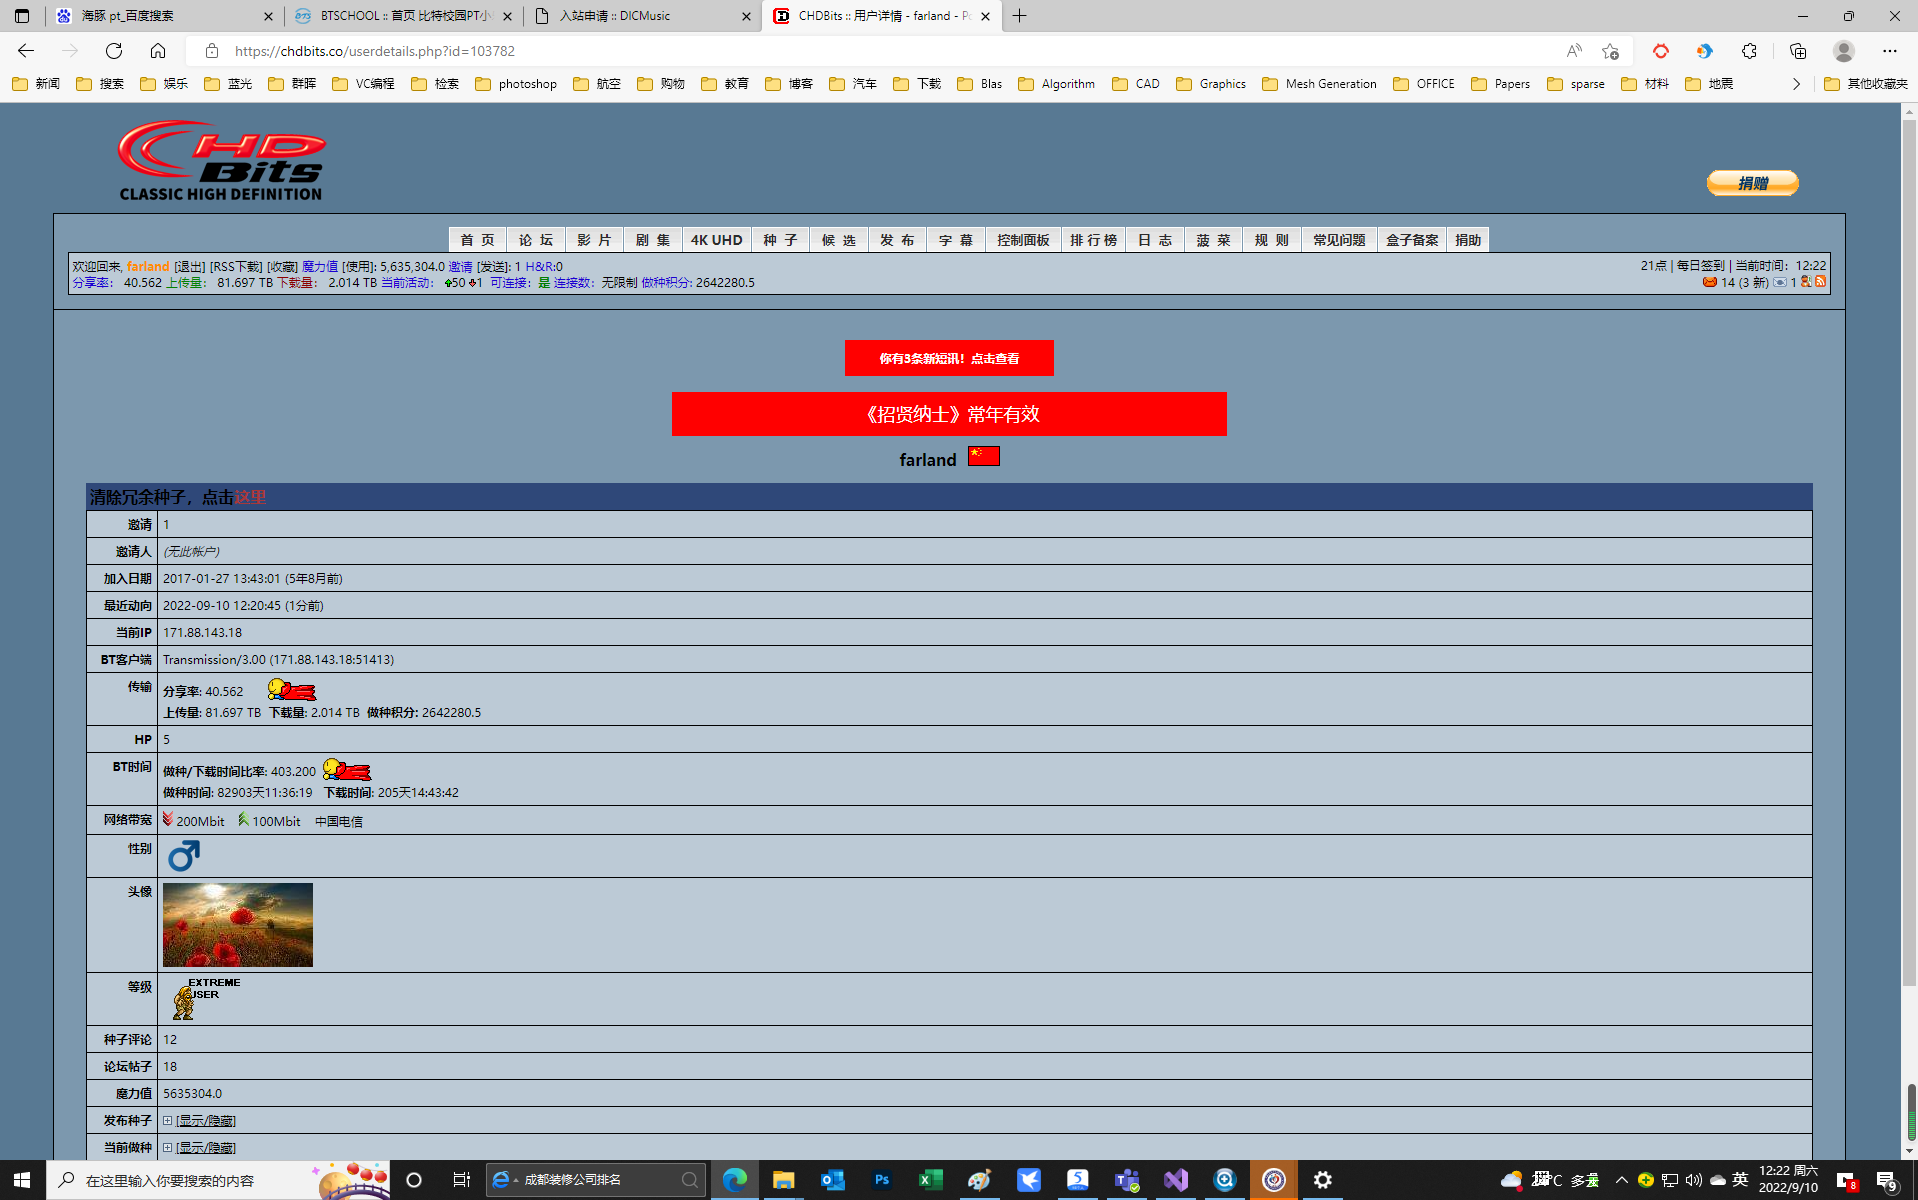 海豚 pt_百度搜索
BTSCHOOL :: 首页 比特校园PT小
入站申请 :: DICMusic
CHDBits :: 用户详情 - farland - Po
https://chdbits.co/userdetails.php?id=103782
新闻 搜索 娱乐 蓝光 群晖 VC编程 检索 photoshop 航空 购物 教育 博客 汽车 下载 Blas Algorithm CAD Graphics Mesh Generation OFFICE Papers sparse 材料 地震 其他收藏夹
CHD
Bits
CLASSIC HIGH DEFINITION
捐赠
首 页 论 坛 影 片 剧 集 4K UHD 种 子 候 选 发 布 字 幕 控制面板 排 行 榜 日 志 菠 菜 规 则 常见问题 盒子备案 捐助
欢迎回来, farland [退出] [RSS下载] [收藏] 魔力值 [使用]: 5,635,304.0 邀请 [发送]: 1 H&R:0
21点 | 每日签到 | 当前时间：12:22
分享率： 40.562 上传量： 81.697 TB 下载量： 2.014 TB 当前活动： 50 1 可连接：是 连接数：无限制 做种积分: 2642280.5
14 (3 新) 1
你有3条新短讯！点击查看
《招贤纳士》常年有效
farland
清除冗余种子，点击这里
邀请 1
邀请人 (无此帐户)
加入日期 2017-01-27 13:43:01 (5年8月前)
最近动向 2022-09-10 12:20:45 (1分前)
当前IP 171.88.143.18
BT客户端 Transmission/3.00 (171.88.143.18:51413)
传输 分享率: 40.562
上传量: 81.697 TB 下载量: 2.014 TB 做种积分: 2642280.5
HP 5
BT时间 做种/下载时间比率: 403.200
做种时间: 82903天11:36:19 下载时间: 205天14:43:42
网络带宽 200Mbit 100Mbit 中国电信
性别
头像
等级 EXTREME
USER
种子评论 12
论坛帖子 18
魔力值 5635304.0
发布种子 [显示/隐藏]
当前做种 [显示/隐藏]
在这里输入你要搜索的内容
成都装修公司排名
多云
英
12:22 周六
2022/9/10
8
9